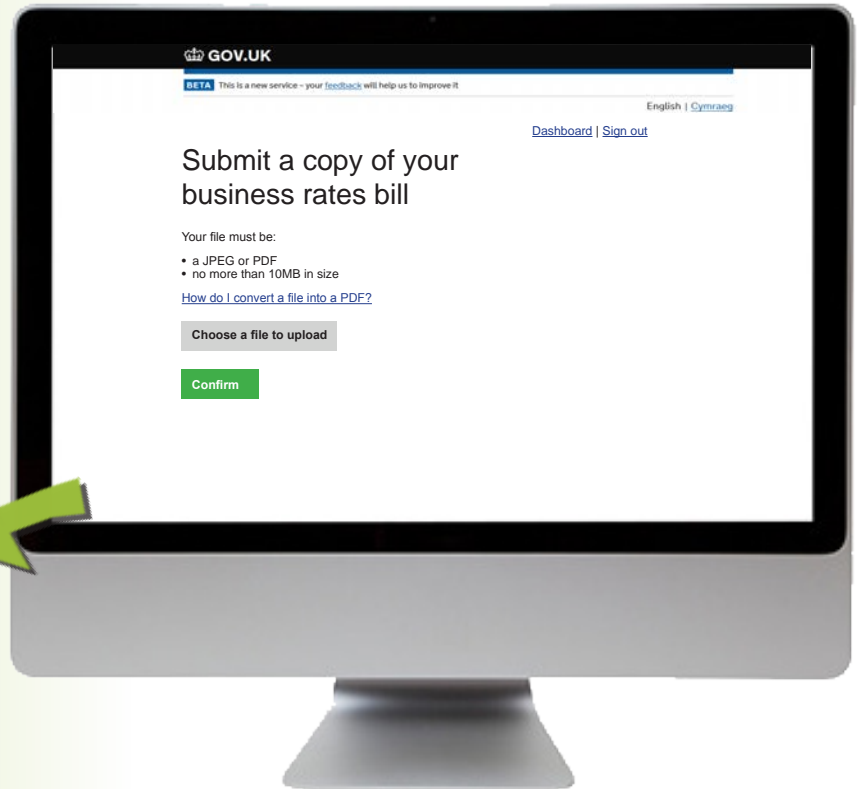 GOV.UK
BETA This is a new service – your feedback will help us to improve it
English | Cymraeg
Dashboard | Sign out
Submit a copy of your
business rates bill
Your file must be:
• a JPEG or PDF
• no more than 10MB in size
How do I convert a file into a PDF?
Choose a file to upload
Confirm